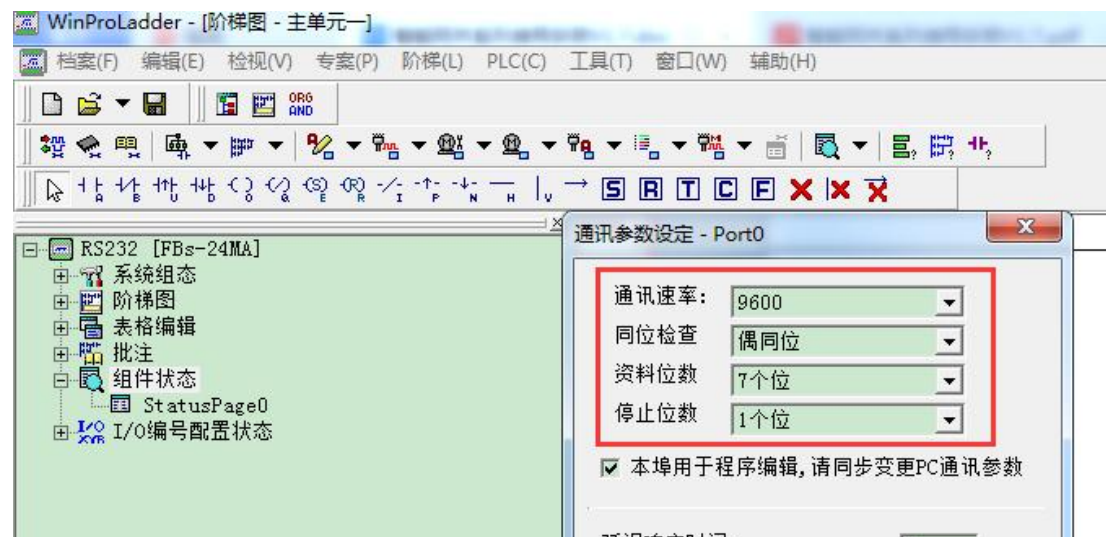 WinProLadder - [阶梯图 - 主单元一]
档案(F) 编辑(E) 检视(V) 专案(P) 阶梯(L) PLC(C) 工具(T) 窗口(W) 辅助(H)
ORG
AND
A B U D O Q E R I P N H V S R T C F
通讯参数设定 - Port0
RS232 [FBs-24MA]
系统组态
阶梯图
表格编辑
批注
组件状态
StatusPage0
I/O编号配置状态
通讯速率: 9600
同位检查 偶同位
资料位数 7个位
停止位数 1个位
本埠用于程序编辑,请同步变更PC通讯参数